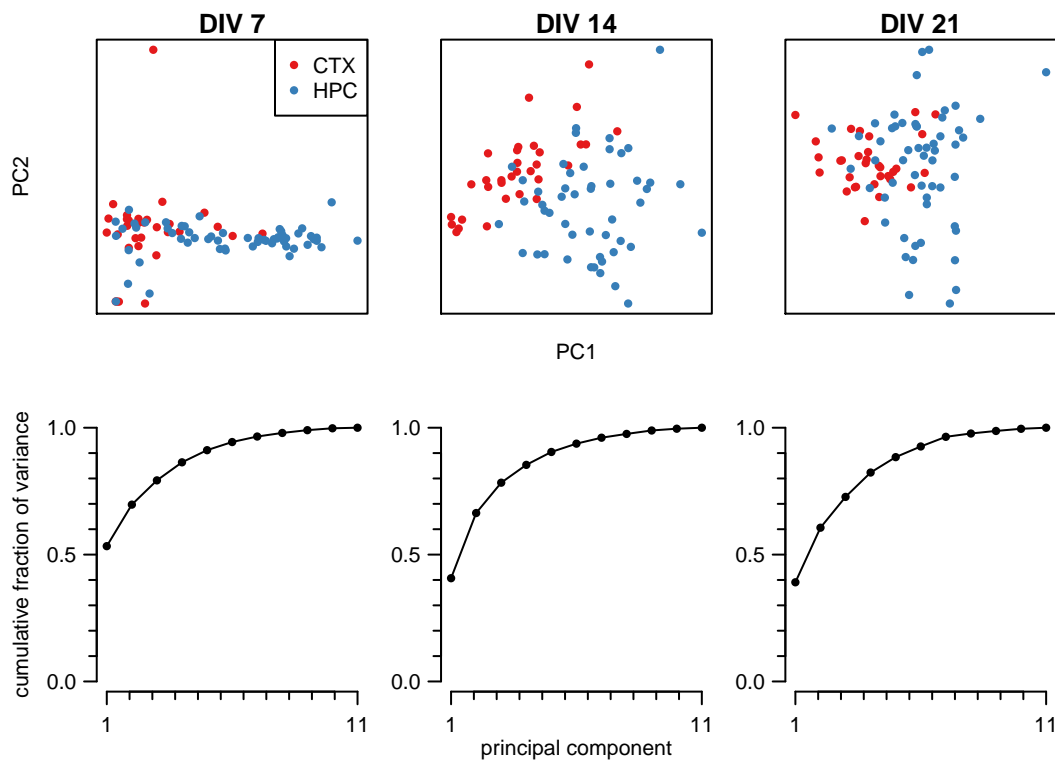 DIV 7
DIV 14
DIV 21
CTX
HPC
PC2
PC1
cumulative fraction of variance
1.0
0.5
0.0
1
11
1.0
0.5
0.0
1
11
1.0
0.5
0.0
1
11
principal component